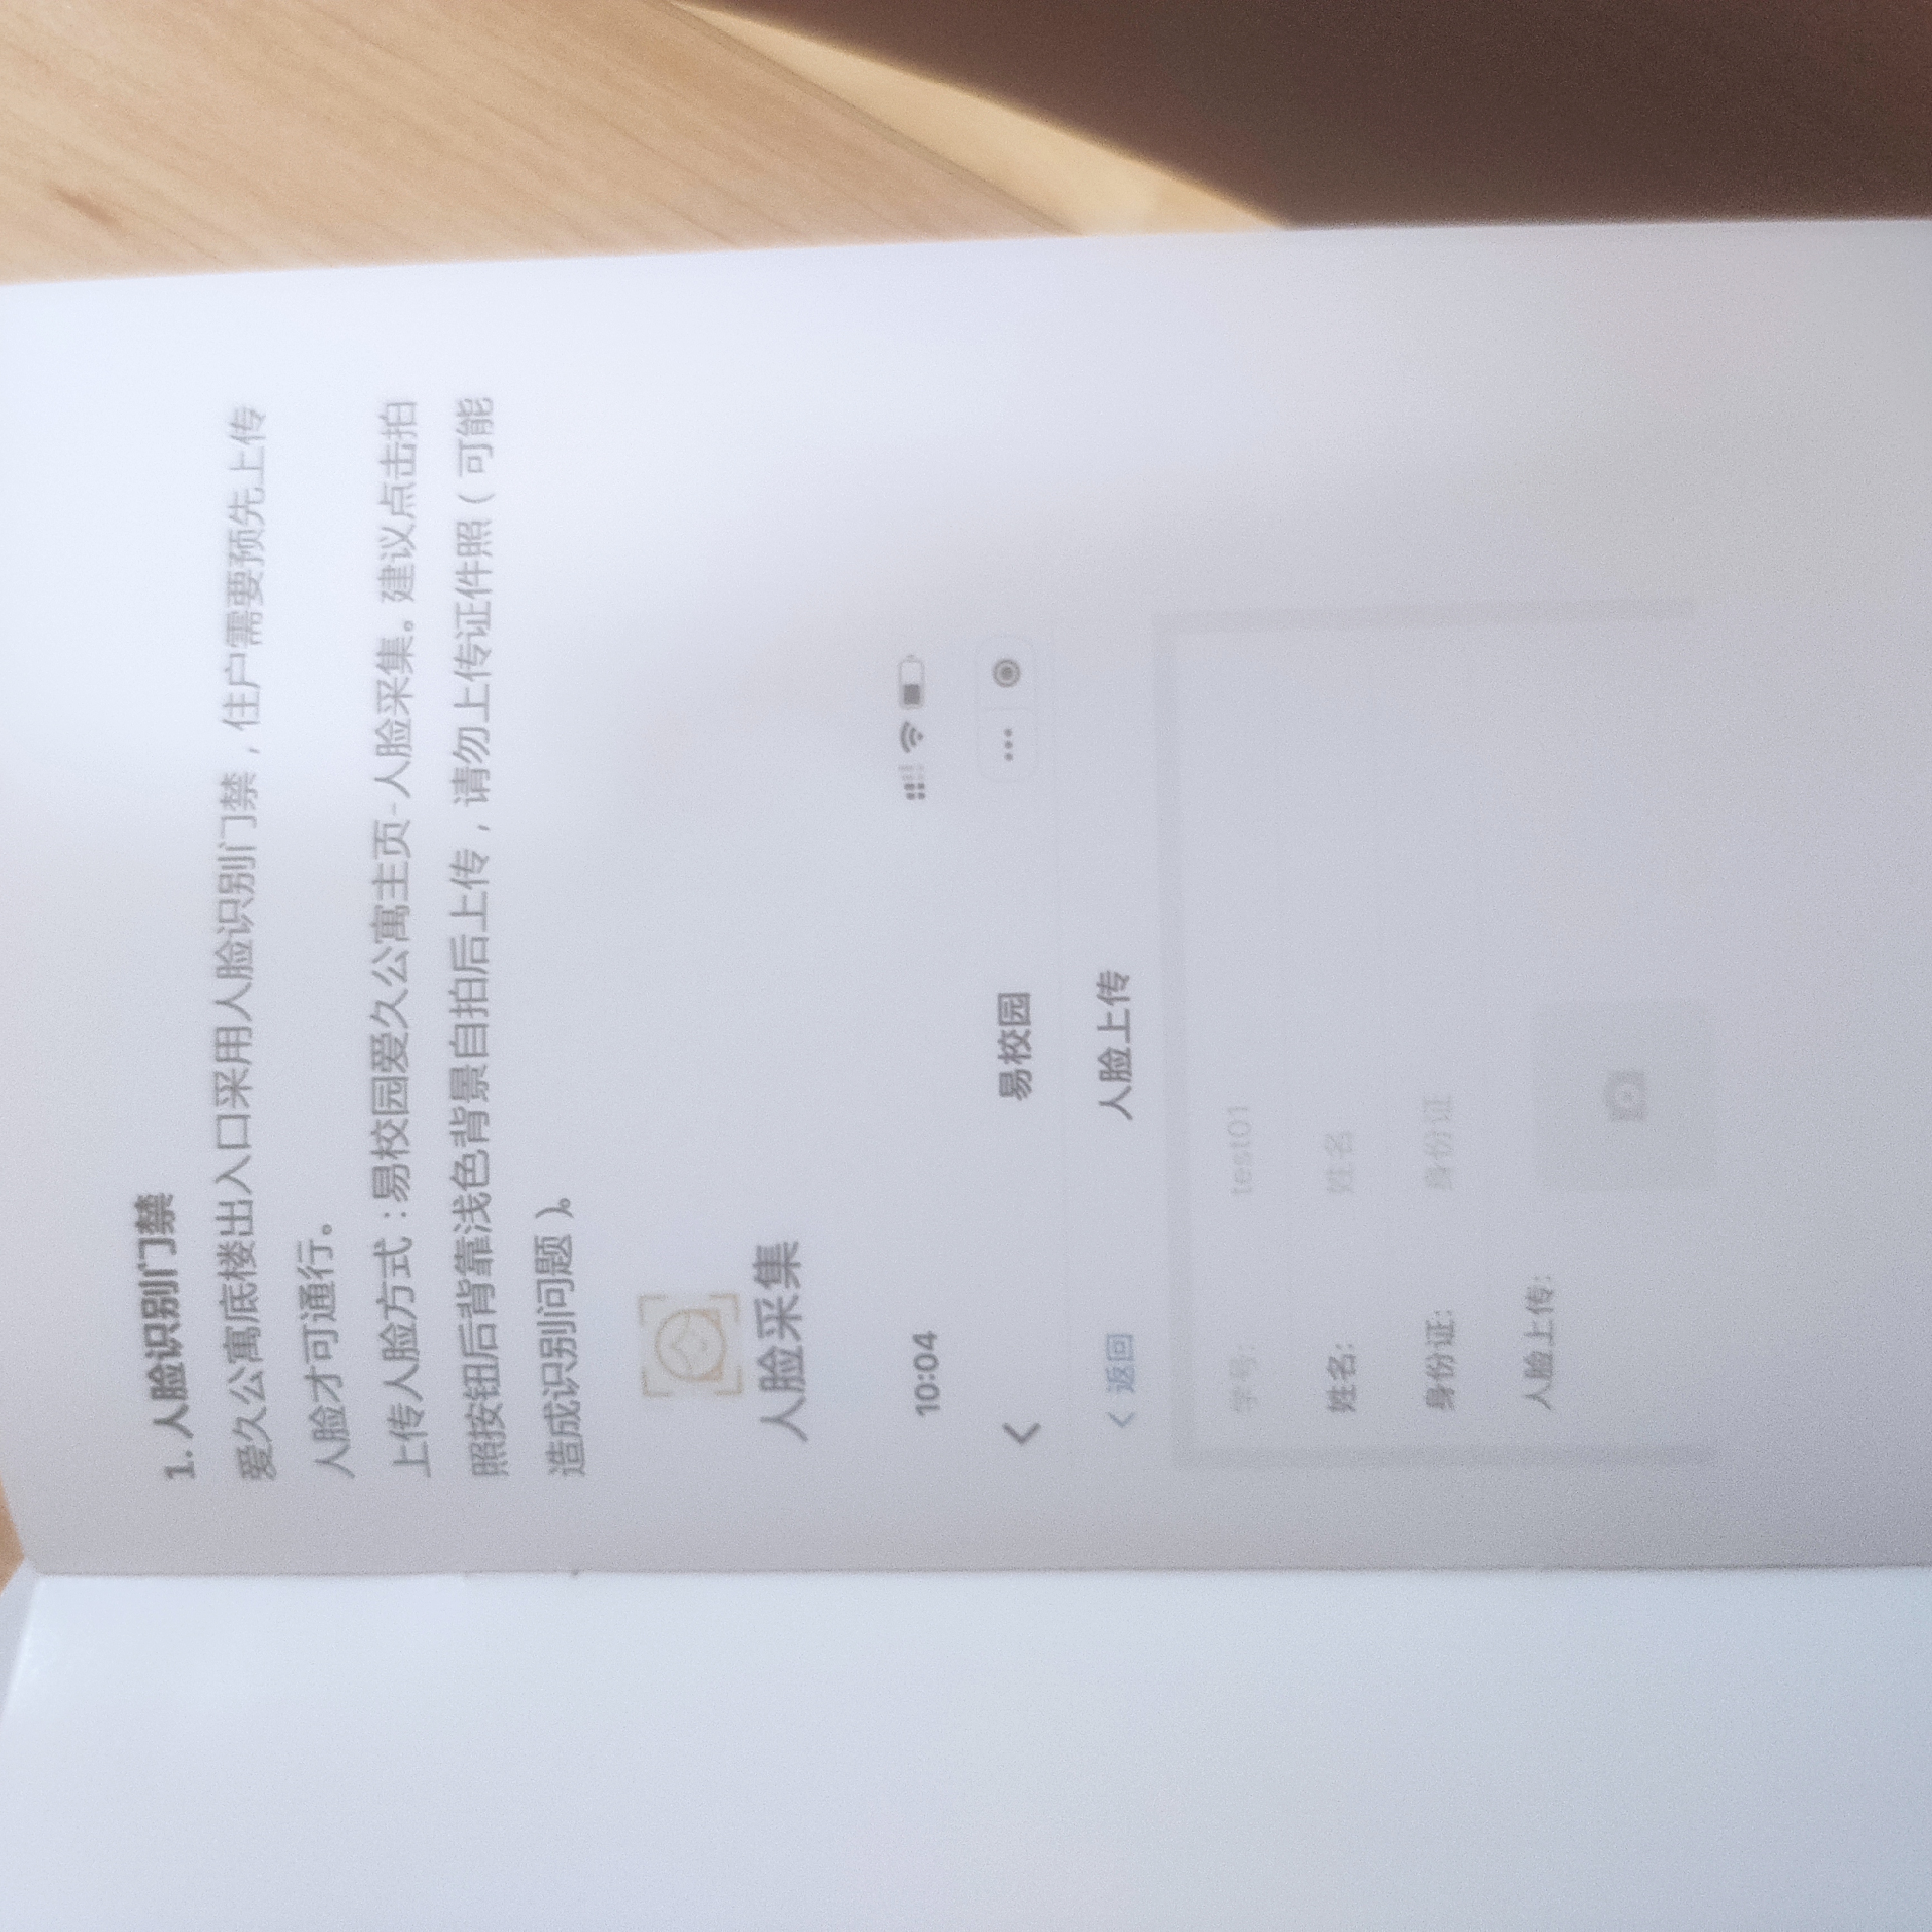 1. 人脸识别门禁
爱久公寓底楼出入口采用人脸识别门禁，住户需要预先上传
人脸才可通行。
上传人脸方式：易校园爱久公寓主页-人脸采集。建议点击拍
照按钮后背靠浅色背景自拍后上传，请勿上传证件照（可能
造成识别问题）。
人脸采集
10:04
易校园
返回 人脸上传
学号: test01
姓名: 姓名
身份证: 身份证
人脸上传: